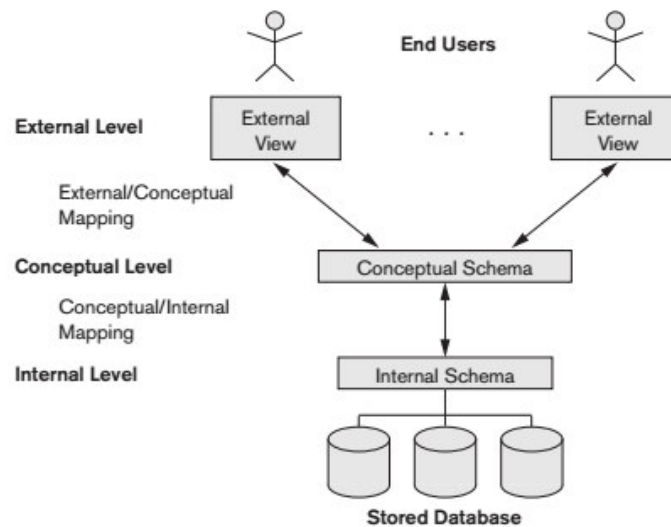 End Users
External Level
External
View
. . .
External
View
External/Conceptual
Mapping
Conceptual Level
Conceptual Schema
Conceptual/Internal
Mapping
Internal Level
Internal Schema
Stored Database